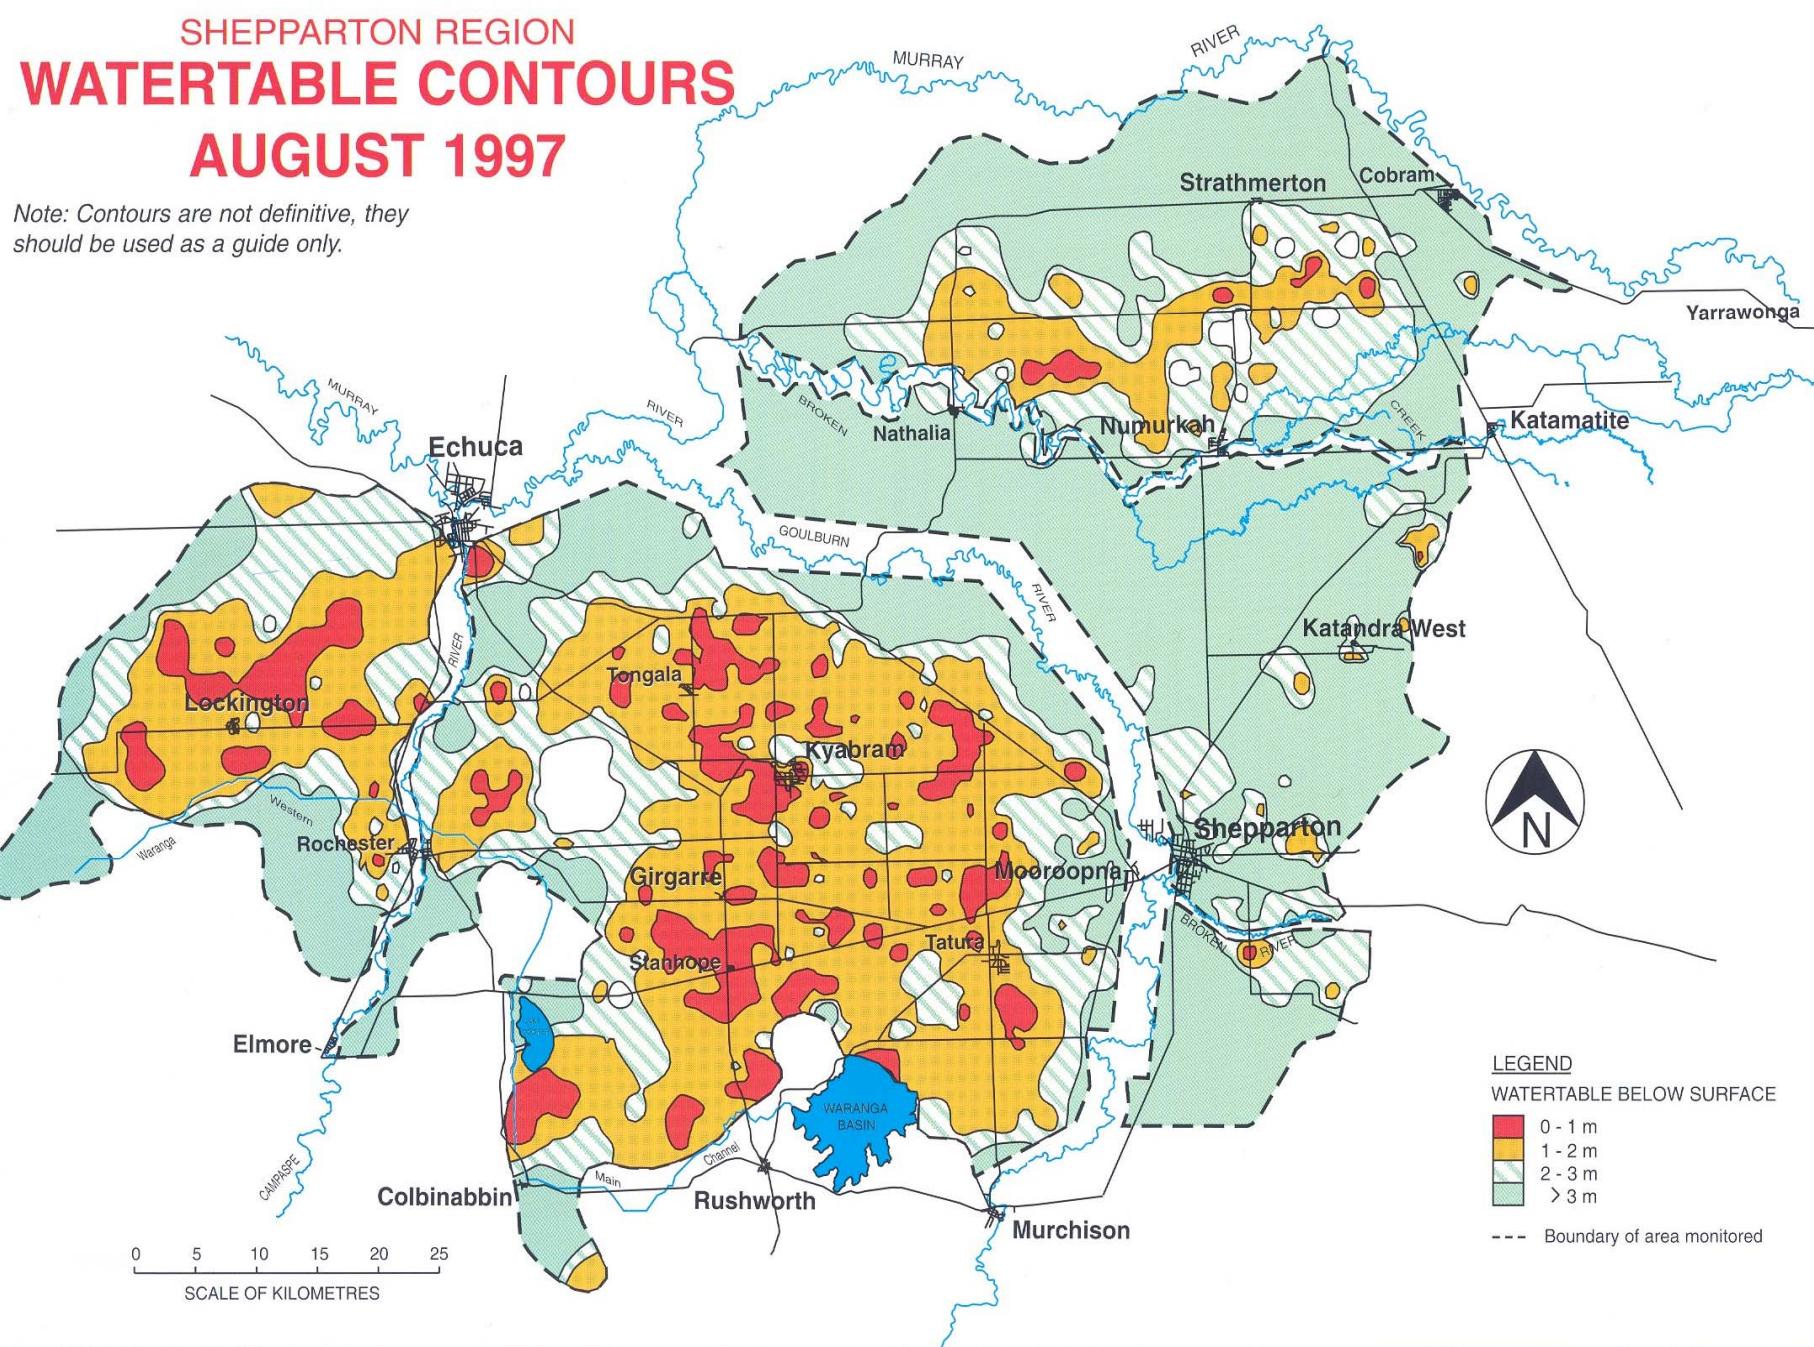 SHEPPARTON REGION
WATERTABLE CONTOURS
AUGUST 1997
Note: Contours are not definitive, they
should be used as a guide only.
MURRAY
RIVER
Strathmerton
Cobram
Yarrawonga
MURRAY
RIVER
BROKEN
CREEK
Nathalia
Numurkah
Katamatite
Echuca
GOULBURN
RIVER
RIVER
Katandra West
Tongala
Lockington
Kyabram
Western
Waranga
Rochester
Girgarre
Mooroopna
Shepparton
BROKEN
RIVER
Tatura
Stanhope
Elmore
WARANGA
BASIN
CAMPASPE
Channel
Main
Colbinabbin
Rushworth
Murchison
LEGEND
WATERTABLE BELOW SURFACE
0 - 1 m
1 - 2 m
2 - 3 m
> 3 m
Boundary of area monitored
N
0 5 10 15 20 25
SCALE OF KILOMETRES